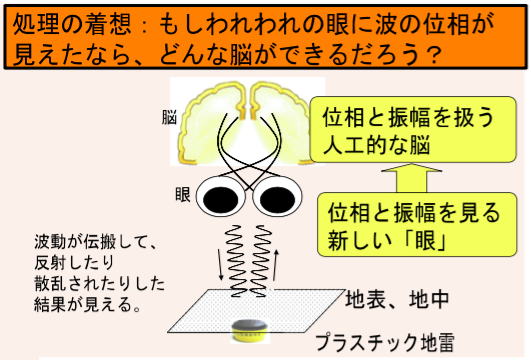 処理の着想：もしわれわれの眼に波の位相が
見えたなら、どんな脳ができるだろう？
脳
位相と振幅を扱う
人工的な脳
眼
位相と振幅を見る
新しい「眼」
波動が伝搬して、
反射したり
散乱されたりした
結果が見える。
地表、地中
プラスチック地雷